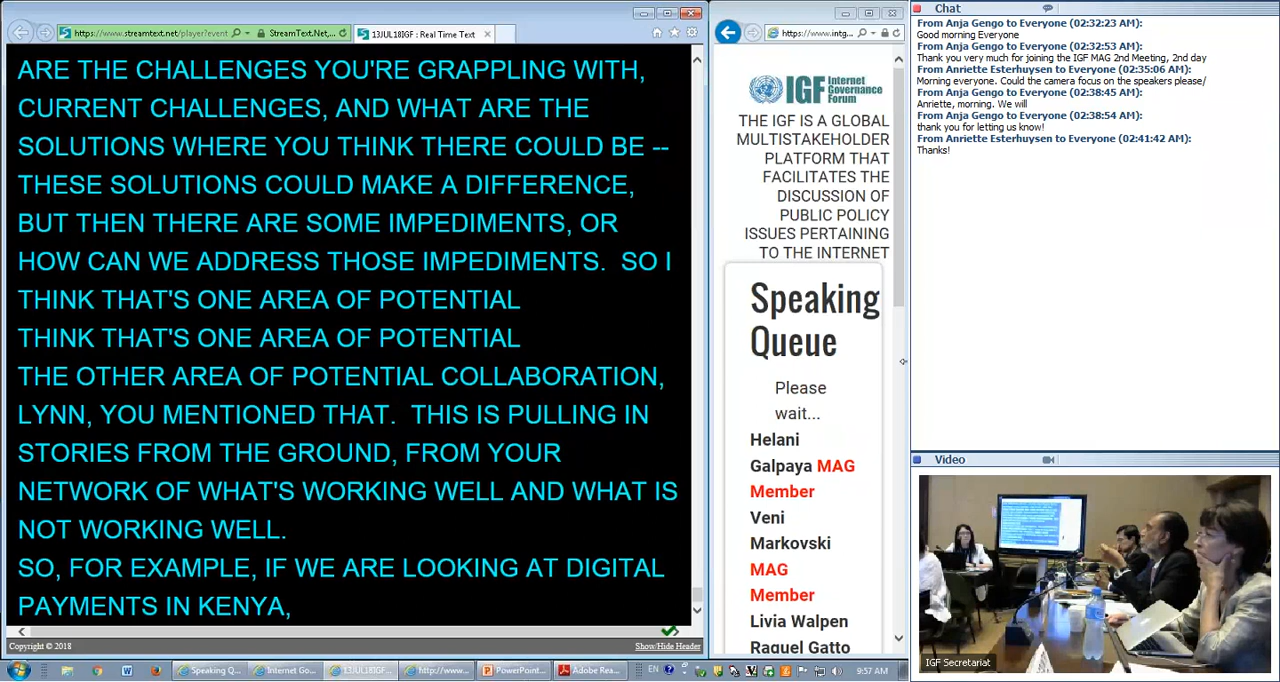 https://www.streamtext.net/player?event
StreamText.Net,...
13JUL18IGF : Real Time Text
ARE THE CHALLENGES YOU'RE GRAPPLING WITH,
CURRENT CHALLENGES, AND WHAT ARE THE
SOLUTIONS WHERE YOU THINK THERE COULD BE --
THESE SOLUTIONS COULD MAKE A DIFFERENCE,
BUT THEN THERE ARE SOME IMPEDIMENTS, OR
HOW CAN WE ADDRESS THOSE IMPEDIMENTS.  SO I
THINK THAT'S ONE AREA OF POTENTIAL
THINK THAT'S ONE AREA OF POTENTIAL
THE OTHER AREA OF POTENTIAL COLLABORATION,
LYNN, YOU MENTIONED THAT.  THIS IS PULLING IN
STORIES FROM THE GROUND, FROM YOUR
NETWORK OF WHAT'S WORKING WELL AND WHAT IS
NOT WORKING WELL.
SO, FOR EXAMPLE, IF WE ARE LOOKING AT DIGITAL
PAYMENTS IN KENYA,
Copyright © 2018
Show/Hide Header
https://www.intg...
IGF Internet
Governance
Forum
THE IGF IS A GLOBAL
MULTISTAKEHOLDER
PLATFORM THAT
FACILITATES THE
DISCUSSION OF
PUBLIC POLICY
ISSUES PERTAINING
TO THE INTERNET
Speaking
Queue
Please
wait...
Helani
Galpaya MAG
Member
Veni
Markovski
MAG
Member
Livia Walpen
Raquel Gatto
Chat
From Anja Gengo to Everyone (02:32:23 AM):
Good morning Everyone
From Anja Gengo to Everyone (02:32:53 AM):
Thank you very much for joining the IGF MAG 2nd Meeting, 2nd day
From Anriette Esterhuysen to Everyone (02:35:06 AM):
Morning everyone. Could the camera focus on the speakers please/
From Anja Gengo to Everyone (02:38:45 AM):
Anriette, morning. We will
From Anja Gengo to Everyone (02:38:54 AM):
thank you for letting us know!
From Anriette Esterhuysen to Everyone (02:41:42 AM):
Thanks!
Video
IGF Secretariat
Speaking Q...
Internet Go...
13JUL18IGF...
http://www...
PowerPoint...
Adobe Rea...
EN
9:57 AM